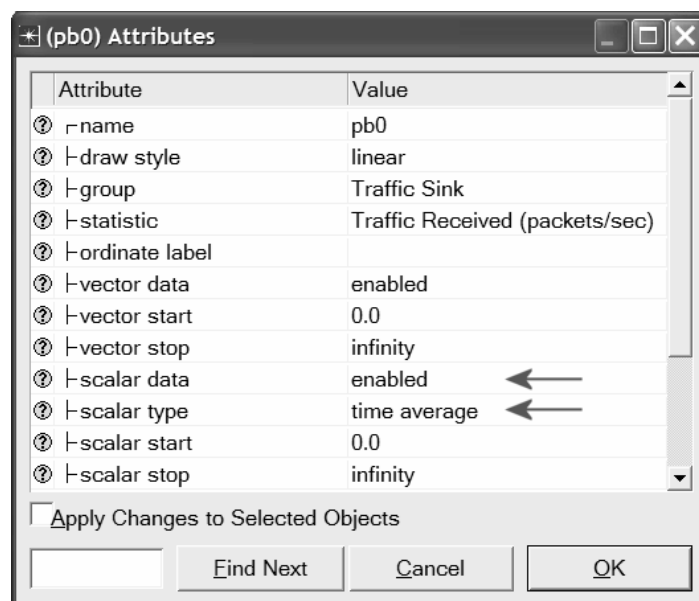 (pb0) Attributes
Attribute Value
name pb0
draw style linear
group Traffic Sink
statistic Traffic Received (packets/sec)
ordinate label
vector data enabled
vector start 0.0
vector stop infinity
scalar data enabled
scalar type time average
scalar start 0.0
scalar stop infinity
Apply Changes to Selected Objects
Find Next Cancel OK